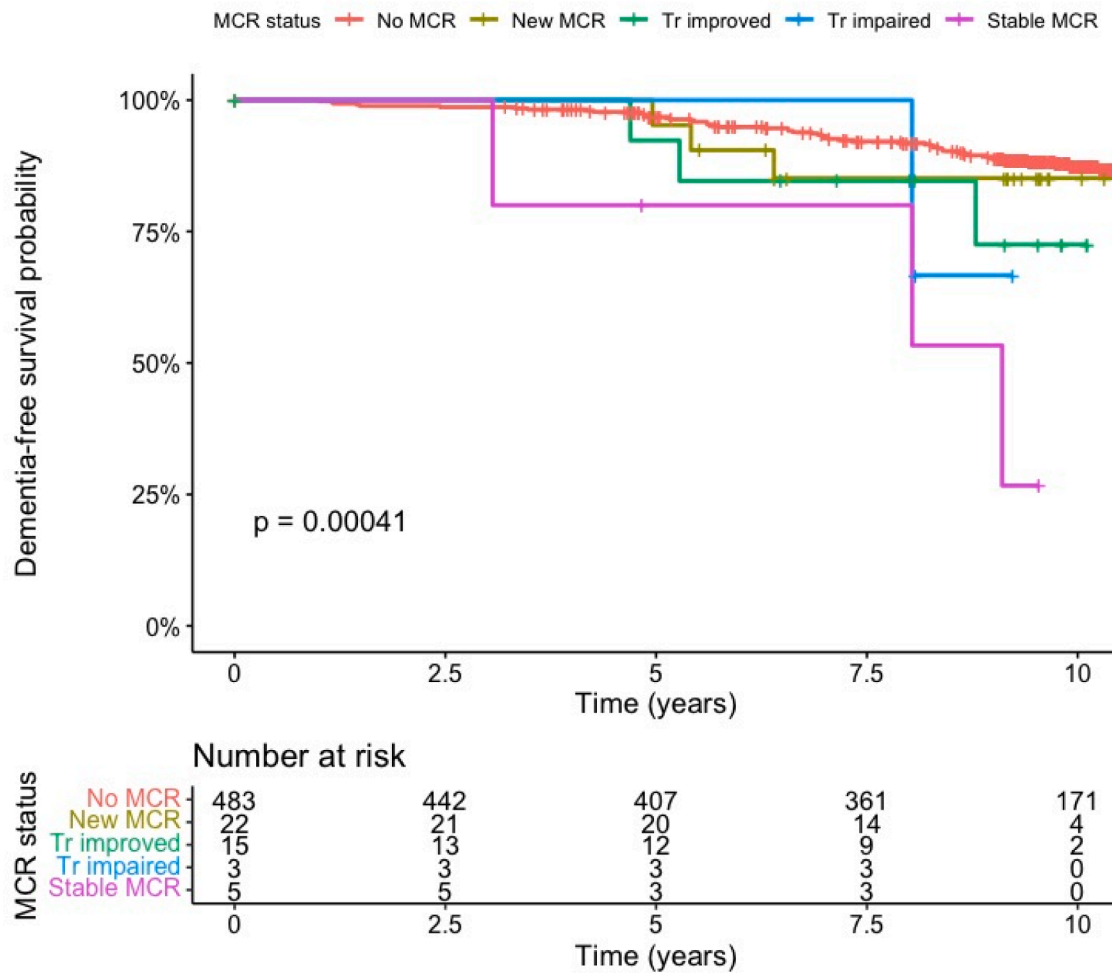 MCR status No MCR New MCR Tr improved Tr impaired Stable MCR
Dementia-free survival probability
100%
75%
50%
25%
0%
p = 0.00041
0 2.5 5 7.5 10
Time (years)
Number at risk
MCR status
No MCR 483 442 407 361 171
New MCR 22 21 20 14 4
Tr improved 15 13 12 9 2
Tr impaired 3 3 3 3 0
Stable MCR 5 5 3 3 0
0 2.5 5 7.5 10
Time (years)